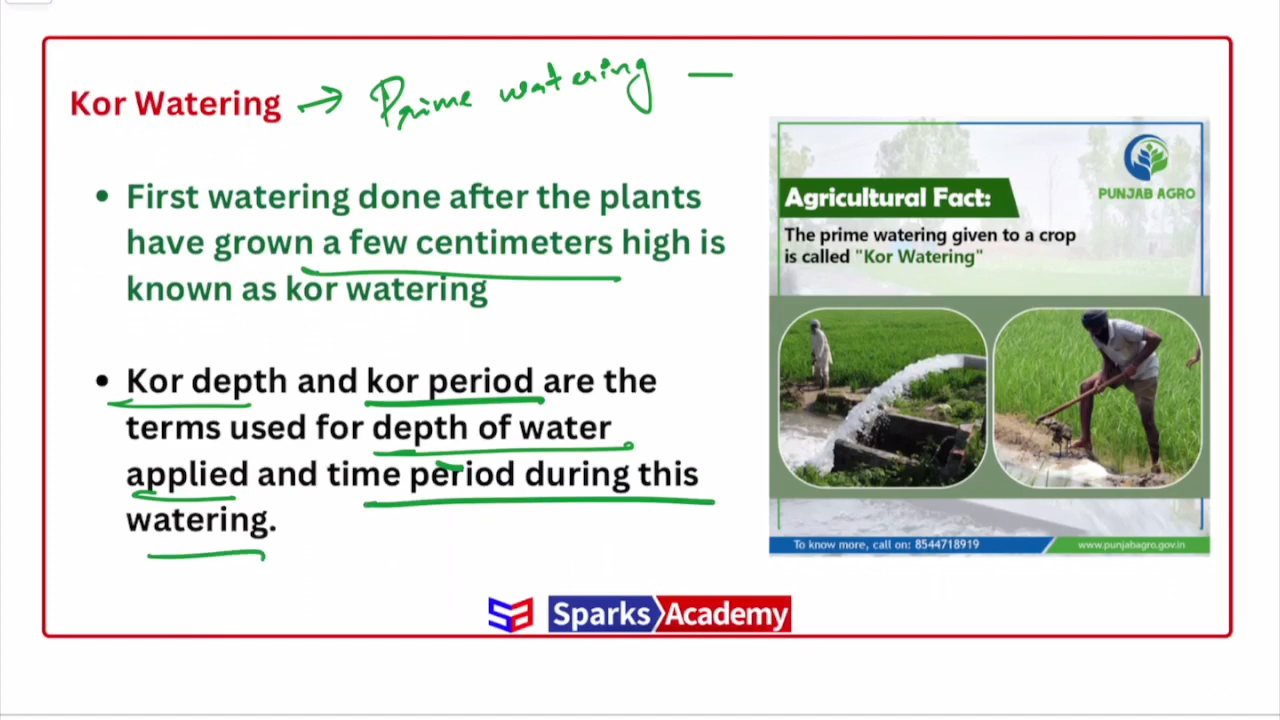 Kor Watering → Prime watering —
• First watering done after the plants
have grown a few centimeters high is
known as kor watering
• Kor depth and kor period are the
terms used for depth of water
applied and time period during this
watering.
PUNJAB AGRO
Agricultural Fact:
The prime watering given to a crop
is called "Kor Watering"
To know more, call on: 8544718919
www.punjabagro.gov.in
Sparks Academy